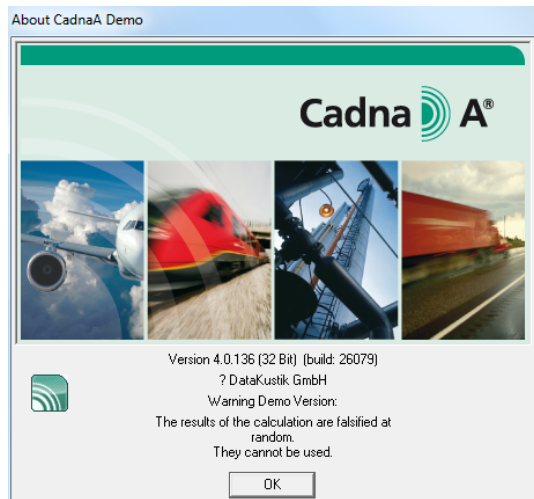 About CadnaA Demo
Cadna A®
Version 4.0.136 (32 Bit) (build: 26079)
? DataKustik GmbH
Warning Demo Version:
The results of the calculation are falsified at
random.
They cannot be used.
OK